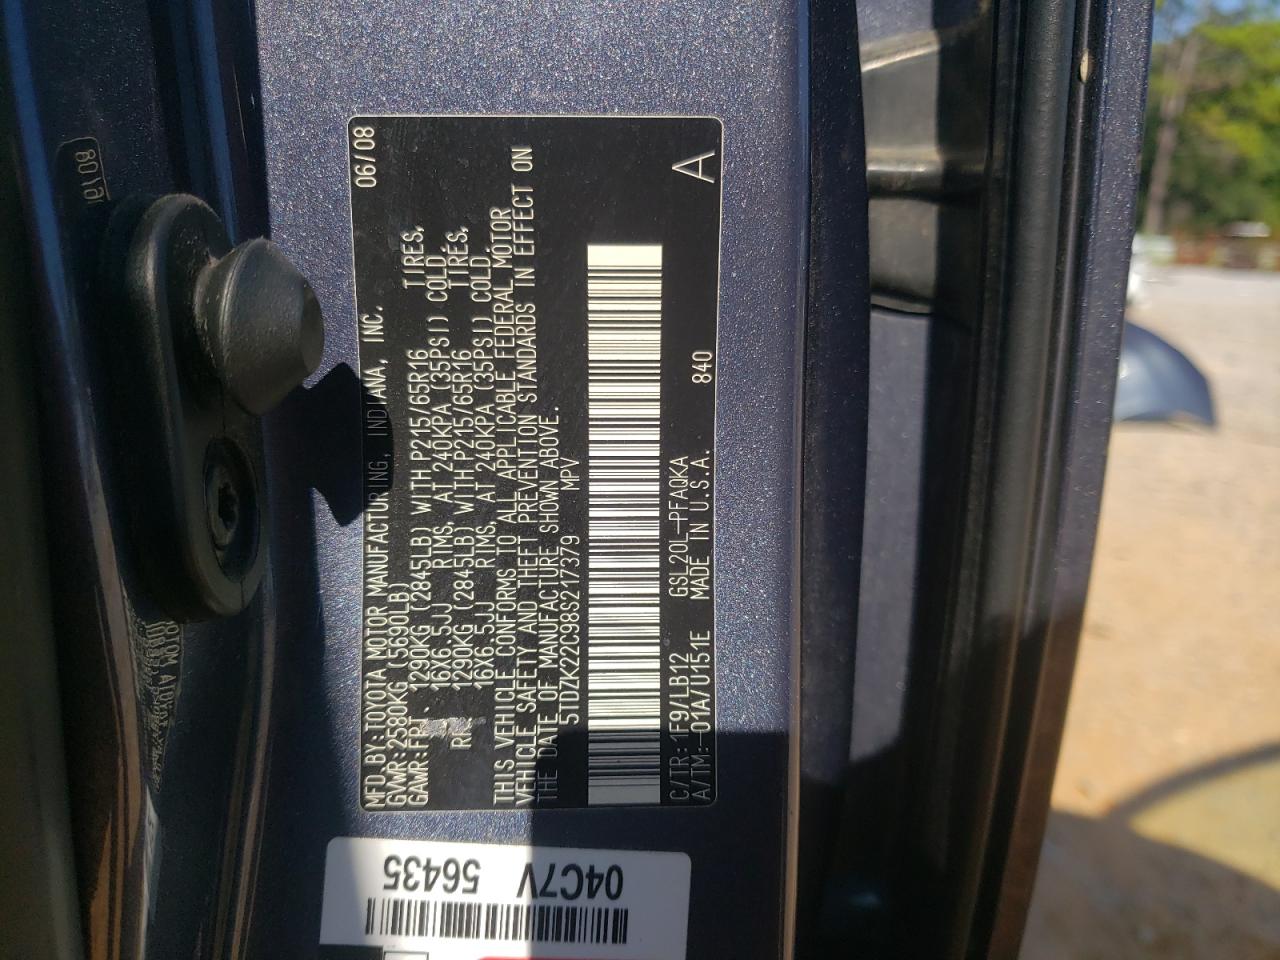 MFD.BY:TOYOTA MOTOR MANUFACTURING, INDIANA, INC. 06/08
GVWR:2580KG (5690LB)
GAWR:FRT 1290KG (2845LB) WITH P215/65R16 TIRES,
16X6.5JJ RIMS, AT 240KPA (35PSI) COLD.
RR 1290KG (2845LB) WITH P215/65R16 TIRES,
16X6.5JJ RIMS, AT 240KPA (35PSI) COLD.
THIS VEHICLE CONFORMS TO ALL APPLICABLE FEDERAL MOTOR
VEHICLE SAFETY AND THEFT PREVENTION STANDARDS IN EFFECT ON
THE DATE OF MANUFACTURE SHOWN ABOVE.
5TDZK22C98S217379 MPV
C/TR:1F9/LB12 GSL20L-PFAQKA
A/TM:-01A/U151E MADE IN U.S.A. 840 A
04C7V 56435